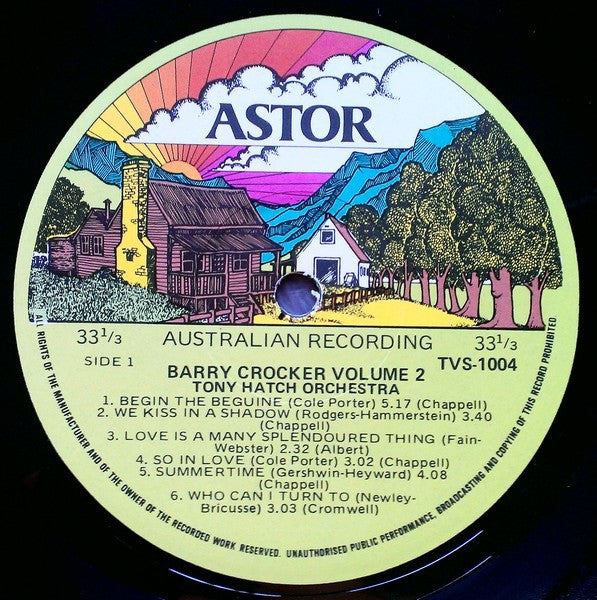 ASTOR
33 1/3 AUSTRALIAN RECORDING 33 1/3
SIDE 1 TVS-1004
BARRY CROCKER VOLUME 2
TONY HATCH ORCHESTRA
1. BEGIN THE BEGUINE (Cole Porter) 5.17 (Chappell)
2. WE KISS IN A SHADOW (Rodgers-Hammerstein) 3.40
(Chappell)
3. LOVE IS A MANY SPLENDOURED THING (Fain-
Webster) 2.32 (Albert)
4. SO IN LOVE (Cole Porter) 3.02 (Chappell)
5. SUMMERTIME (Gershwin-Heyward) 4.08
(Chappell)
6. WHO CAN I TURN TO (Newley-
Bricusse) 3.03 (Cromwell)
ALL RIGHTS OF THE MANUFACTURER AND OF THE OWNER OF THE RECORDED WORK RESERVED. UNAUTHORISED PUBLIC PERFORMANCE, BROADCASTING AND COPYING OF THIS RECORD PROHIBITED